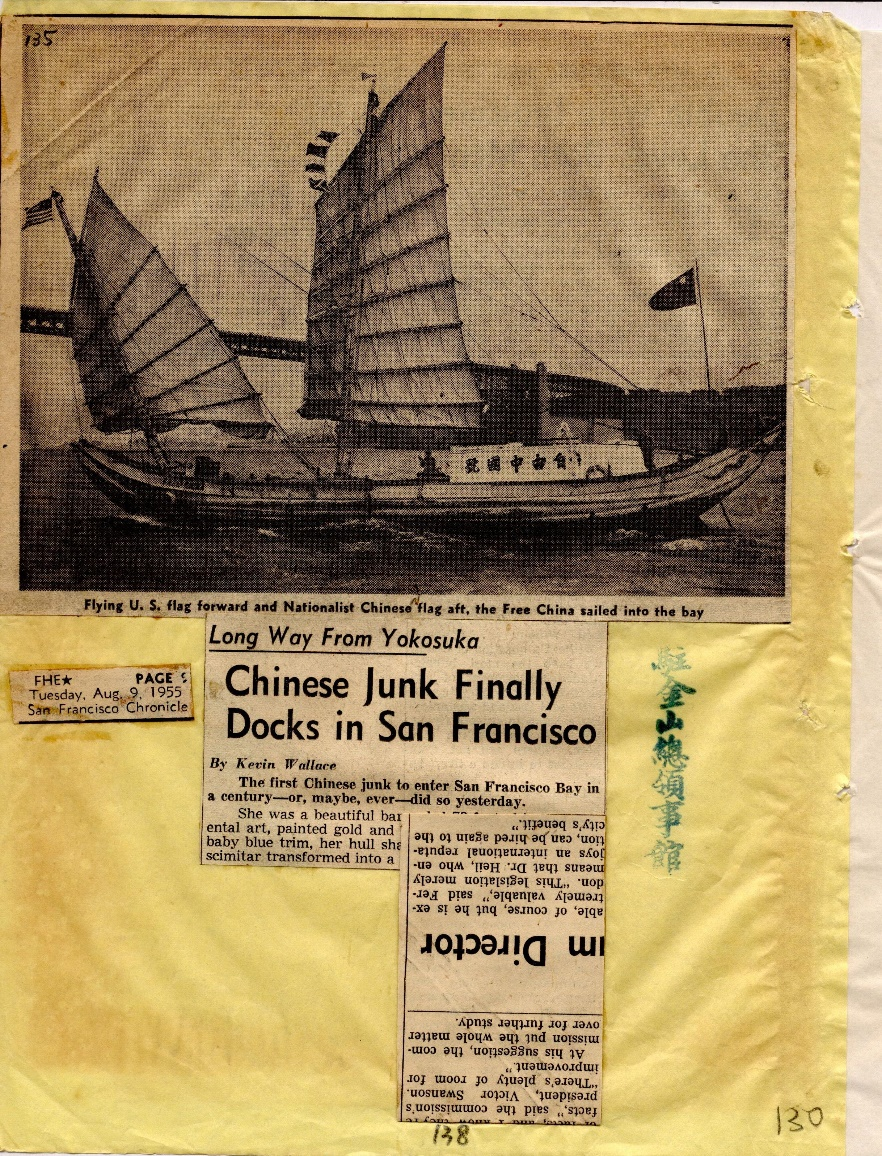 135
號國中由自
Flying U. S. flag forward and Nationalist Chinese flag aft, the Free China sailed into the bay
FHE★ PAGE
Tuesday, Aug. 9, 1955
San Francisco Chronicle
Long Way From Yokosuka
Chinese Junk Finally
Docks in San Francisco
By Kevin Wallace
The first Chinese junk to enter San Francisco Bay in
a century—or, maybe, ever—did so yesterday.
She was a beautiful bar
ental art, painted gold and
baby blue trim, her hull sha
scimitar transformed into a
駐金山總領事館
facts," said the commission's
president, Victor Swanson.
"There's plenty of room for
improvement."
At his suggestion, the com-
mission put the whole matter
over for further study.
um Director
able, of course, but he is ex-
tremely valuable," said Fer-
don. "This legislation merely
means that Dr. Heil, who en-
joys an international reputa-
tion, can be hired again to the
city's benefit."
138
130